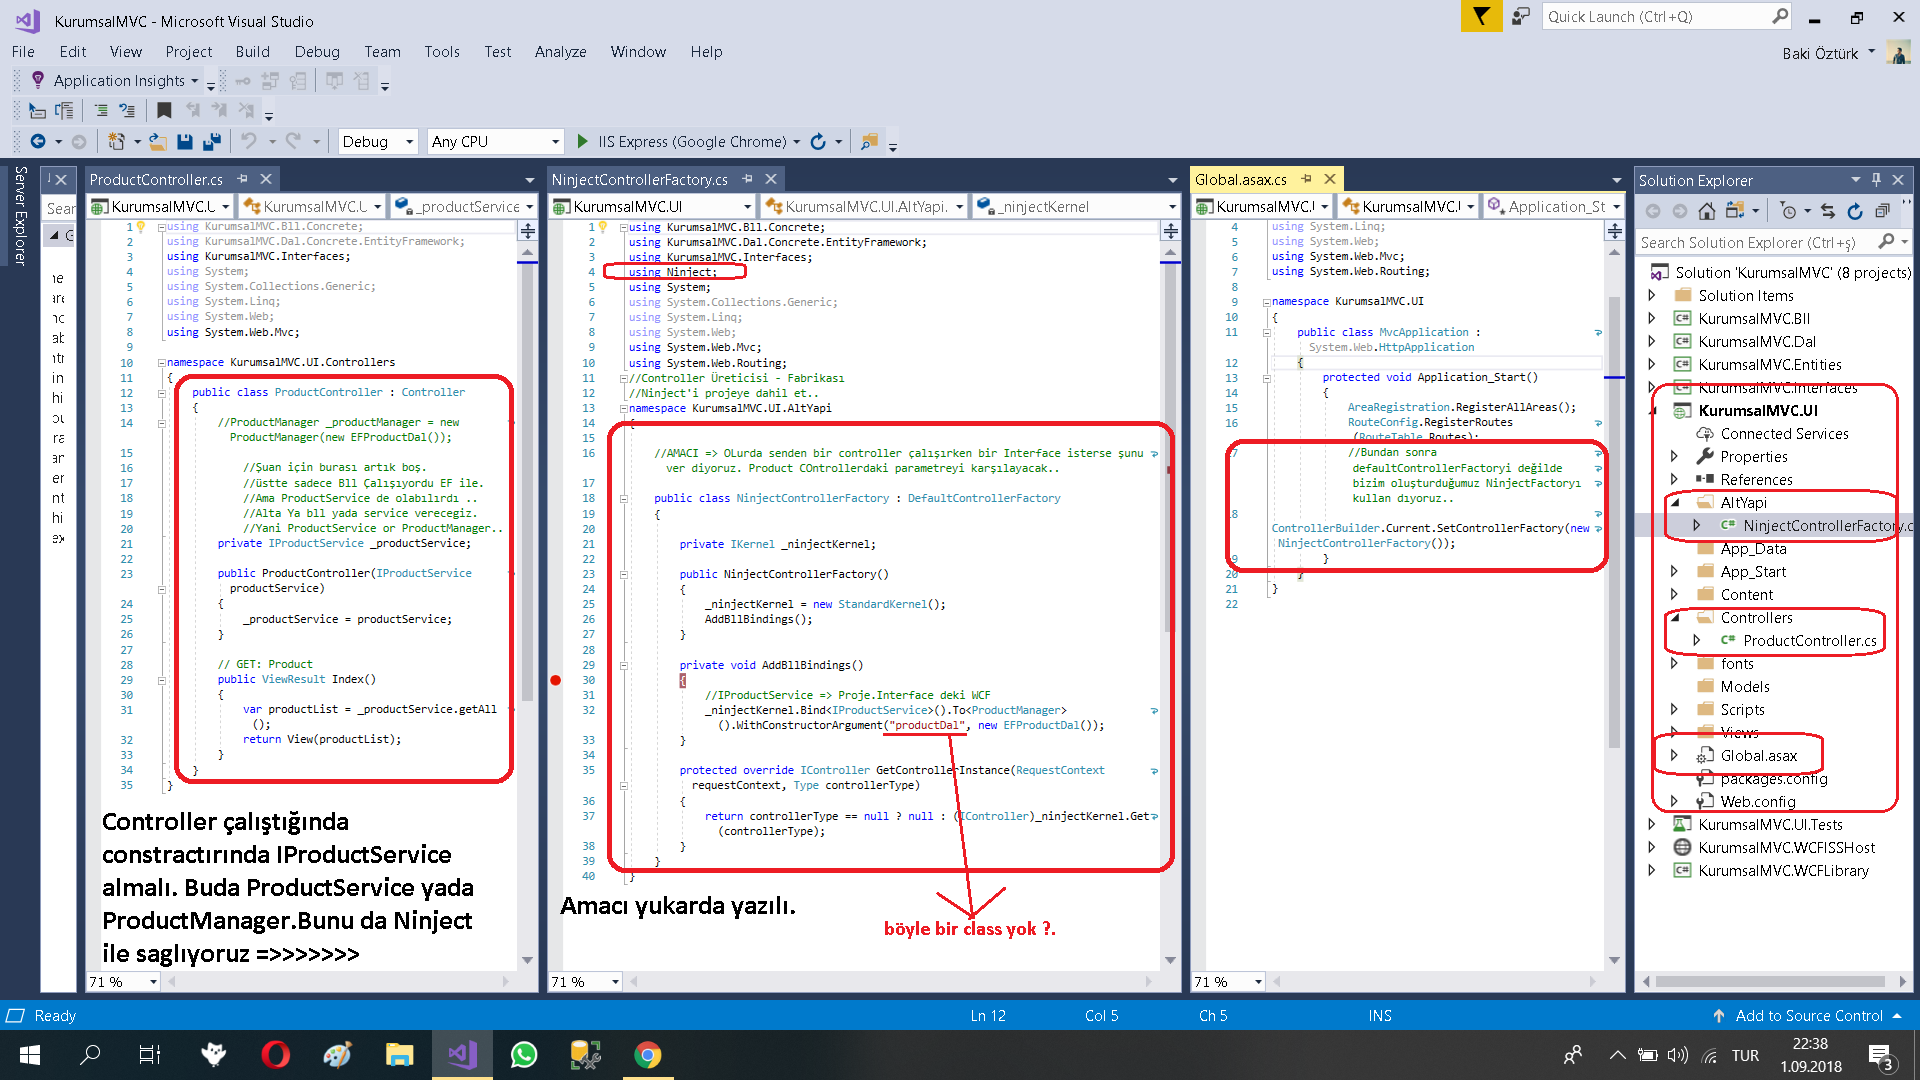 KurumsalMVC - Microsoft Visual Studio
Quick Launch (Ctrl+Q)
File Edit View Project Build Debug Team Tools Test Analyze Window Help
Baki Öztürk
Application Insights
Debug Any CPU IIS Express (Google Chrome)
Server Explorer
ProductController.cs
KurumsalMVC.U KurumsalMVC.U _productService
1 using KurumsalMVC.Bll.Concrete;
2 using KurumsalMVC.Dal.Concrete.EntityFramework;
3 using KurumsalMVC.Interfaces;
4 using System;
5 using System.Collections.Generic;
6 using System.Linq;
7 using System.Web;
8 using System.Web.Mvc;
9
10 namespace KurumsalMVC.UI.Controllers
11 {
12 public class ProductController : Controller
13 {
14 //ProductManager _productManager = new
ProductManager(new EFProductDal());
15 //Şuan için burası artık boş.
16
17 //üstte sadece Bll Çalışıyordu EF ile.
18 //Ama ProductService de olabilırdı ..
19 //Alta Ya bll yada service verecegiz.
20 //Yani ProductService or ProductManager..
21 private IProductService _productService;
22
23 public ProductController(IProductService
productService)
24 {
25 _productService = productService;
26 }
27
28 // GET: Product
29 public ViewResult Index()
30 {
31 var productList = _productService.getAll
();
32 return View(productList);
33 }
34 }
35 }
71 %
Controller çalıştığında
constractırında IProductService
almalı. Buda ProductService yada
ProductManager.Bunu da Ninject
ile saglıyoruz =>>>>>>>
NinjectControllerFactory.cs
KurumsalMVC.UI KurumsalMVC.UI.AltYapi. _ninjectKernel
1 using KurumsalMVC.Bll.Concrete;
2 using KurumsalMVC.Dal.Concrete.EntityFramework;
3 using KurumsalMVC.Interfaces;
4 using Ninject;
5 using System;
6 using System.Collections.Generic;
7 using System.Linq;
8 using System.Web;
9 using System.Web.Mvc;
10 using System.Web.Routing;
11 //Controller Üreticisi - Fabrikası
12 //Ninject'i projeye dahil et..
13 namespace KurumsalMVC.UI.AltYapi
14 {
15
16 //AMACI => OLurda senden bir controller çalışırken bir Interface isterse şunu
ver diyoruz. Product COntrollerdaki parametreyi karşılayacak..
17
18 public class NinjectControllerFactory : DefaultControllerFactory
19 {
20
21 private IKernel _ninjectKernel;
22
23 public NinjectControllerFactory()
24 {
25 _ninjectKernel = new StandardKernel();
26 AddBllBindings();
27 }
28
29 private void AddBllBindings()
30 {
31 //IProductService => Proje.Interface deki WCF
32 _ninjectKernel.Bind<IProductService>().To<ProductManager>
().WithConstructorArgument("productDal", new EFProductDal());
33 }
34
35 protected override IController GetControllerInstance(RequestContext
requestContext, Type controllerType)
36 {
37 return controllerType == null ? null : (IController)_ninjectKernel.Get
(controllerType);
38 }
39 }
40 }
71 %
Amacı yukarda yazılı.
böyle bir class yok ?.
Global.asax.cs
KurumsalMVC.U KurumsalMVC.I Application_St
4 using System.Linq;
5 using System.Web;
6 using System.Web.Mvc;
7 using System.Web.Routing;
8
9 namespace KurumsalMVC.UI
10 {
11 public class MvcApplication :
System.Web.HttpApplication
12 {
13 protected void Application_Start()
14 {
15 AreaRegistration.RegisterAllAreas();
16 RouteConfig.RegisterRoutes
(RouteTable.Routes);
17 //Bundan sonra
defaultControllerFactoryi değilde
bizim oluşturduğumuz NinjectFactoryı
kullan dıyoruz..
18
ControllerBuilder.Current.SetControllerFactory(new
NinjectControllerFactory());
19 }
20 }
21 }
22
71 %
Solution Explorer
Search Solution Explorer (Ctrl+ş)
Solution 'KurumsalMVC' (8 projects)
Solution Items
KurumsalMVC.Bll
KurumsalMVC.Dal
KurumsalMVC.Entities
KurumsalMVC.Interfaces
KurumsalMVC.UI
Connected Services
Properties
References
AltYapi
NinjectControllerFactory.c
App_Data
App_Start
Content
Controllers
ProductController.cs
fonts
Models
Scripts
Views
Global.asax
packages.config
Web.config
KurumsalMVC.UI.Tests
KurumsalMVC.WCFISSHost
KurumsalMVC.WCFLibrary
Ready Ln 12 Col 5 Ch 5 INS Add to Source Control
TUR 22:38
1.09.2018
3